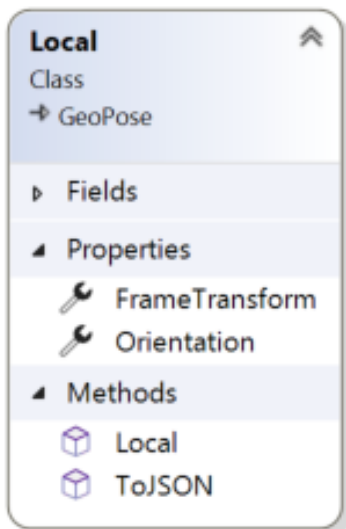 Local
Class
GeoPose
Fields
Properties
FrameTransform
Orientation
Methods
Local
ToJSON